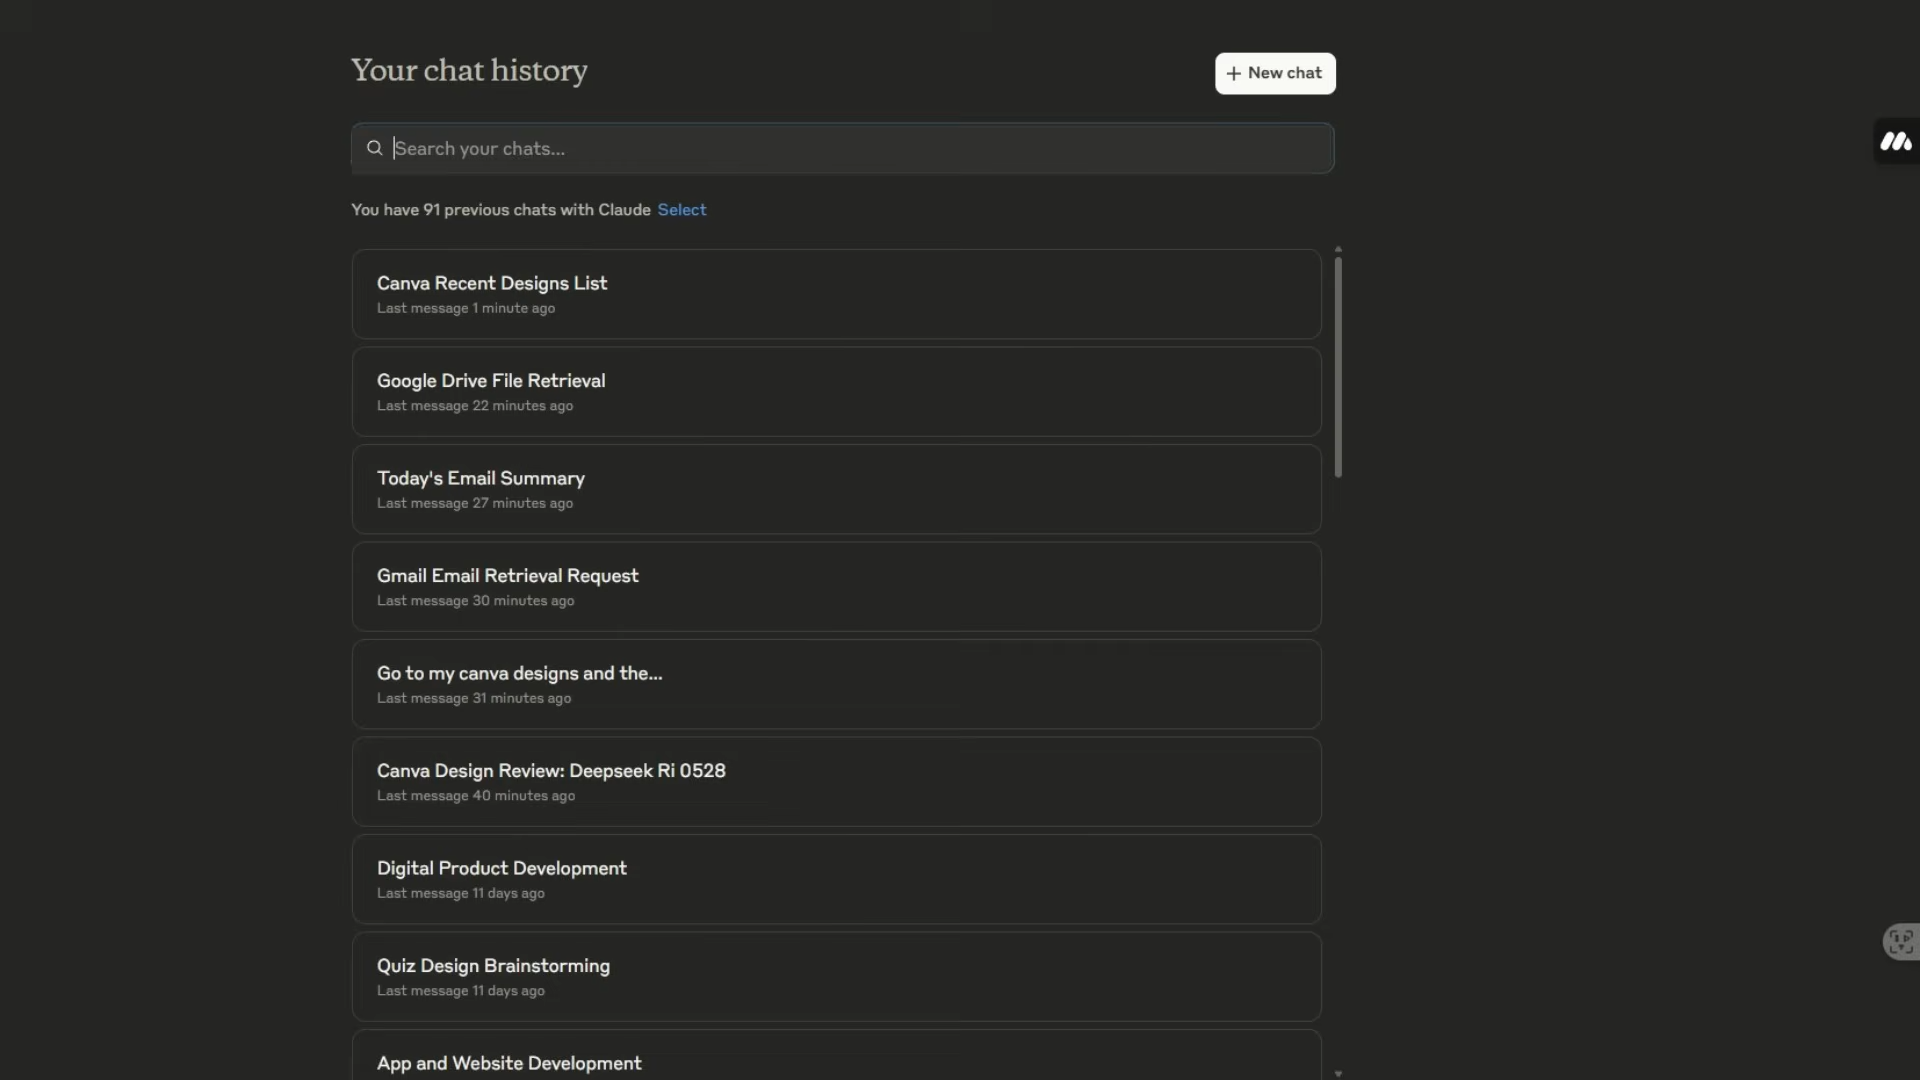 Your chat history
New chat
Search your chats...
You have 91 previous chats with Claude Select
Canva Recent Designs List
Last message 1 minute ago
Google Drive File Retrieval
Last message 22 minutes ago
Today's Email Summary
Last message 27 minutes ago
Gmail Email Retrieval Request
Last message 30 minutes ago
Go to my canva designs and the...
Last message 31 minutes ago
Canva Design Review: Deepseek Ri 0528
Last message 40 minutes ago
Digital Product Development
Last message 11 days ago
Quiz Design Brainstorming
Last message 11 days ago
App and Website Development